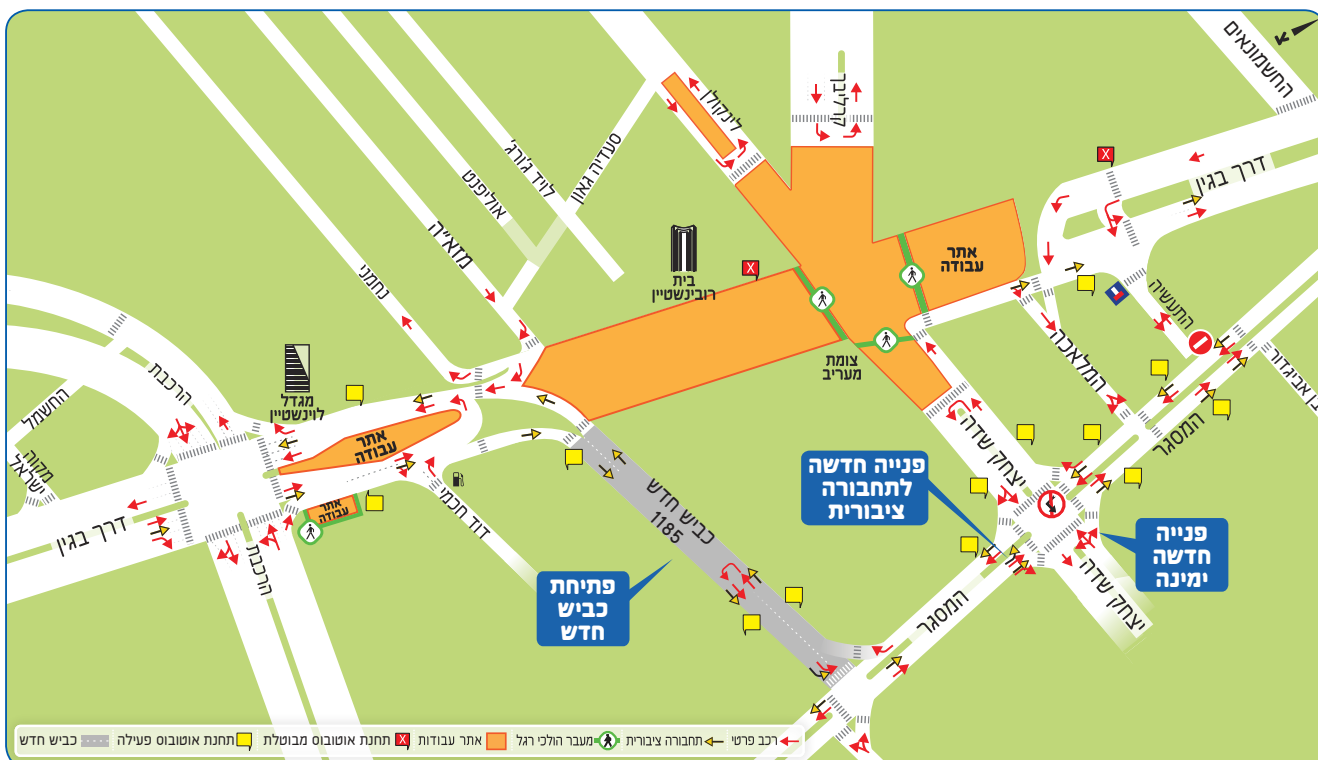 החשמונאים
דרך בגין
קרליבך
לינקולן
סעדיה גאון
לויד ג'ורג'
אוליפנט
מזא"ה
נחמני
בית
רובינשטיין
אתר
עבודה
צומת
מעריב
התעשיה
המלאכה
בן אביגדור
המסגר
יצחק שדה
הרכבת
החשמל
מקווה
ישראל
מגדל
לוינשטיין
אתר
עבודה
אתר
עבודה
דרך בגין
הרכבת
דוד חכמי
כביש חדש
1185
פנייה חדשה
לתחבורה
ציבורית
פנייה
חדשה
ימינה
פתיחת
כביש
חדש
המסגר
יצחק שדה
רכב פרטי תחבורה ציבורית מעבר הולכי רגל אתר עבודות X תחנת אוטובוס מבוטלת תחנת אוטובוס פעילה כביש חדש